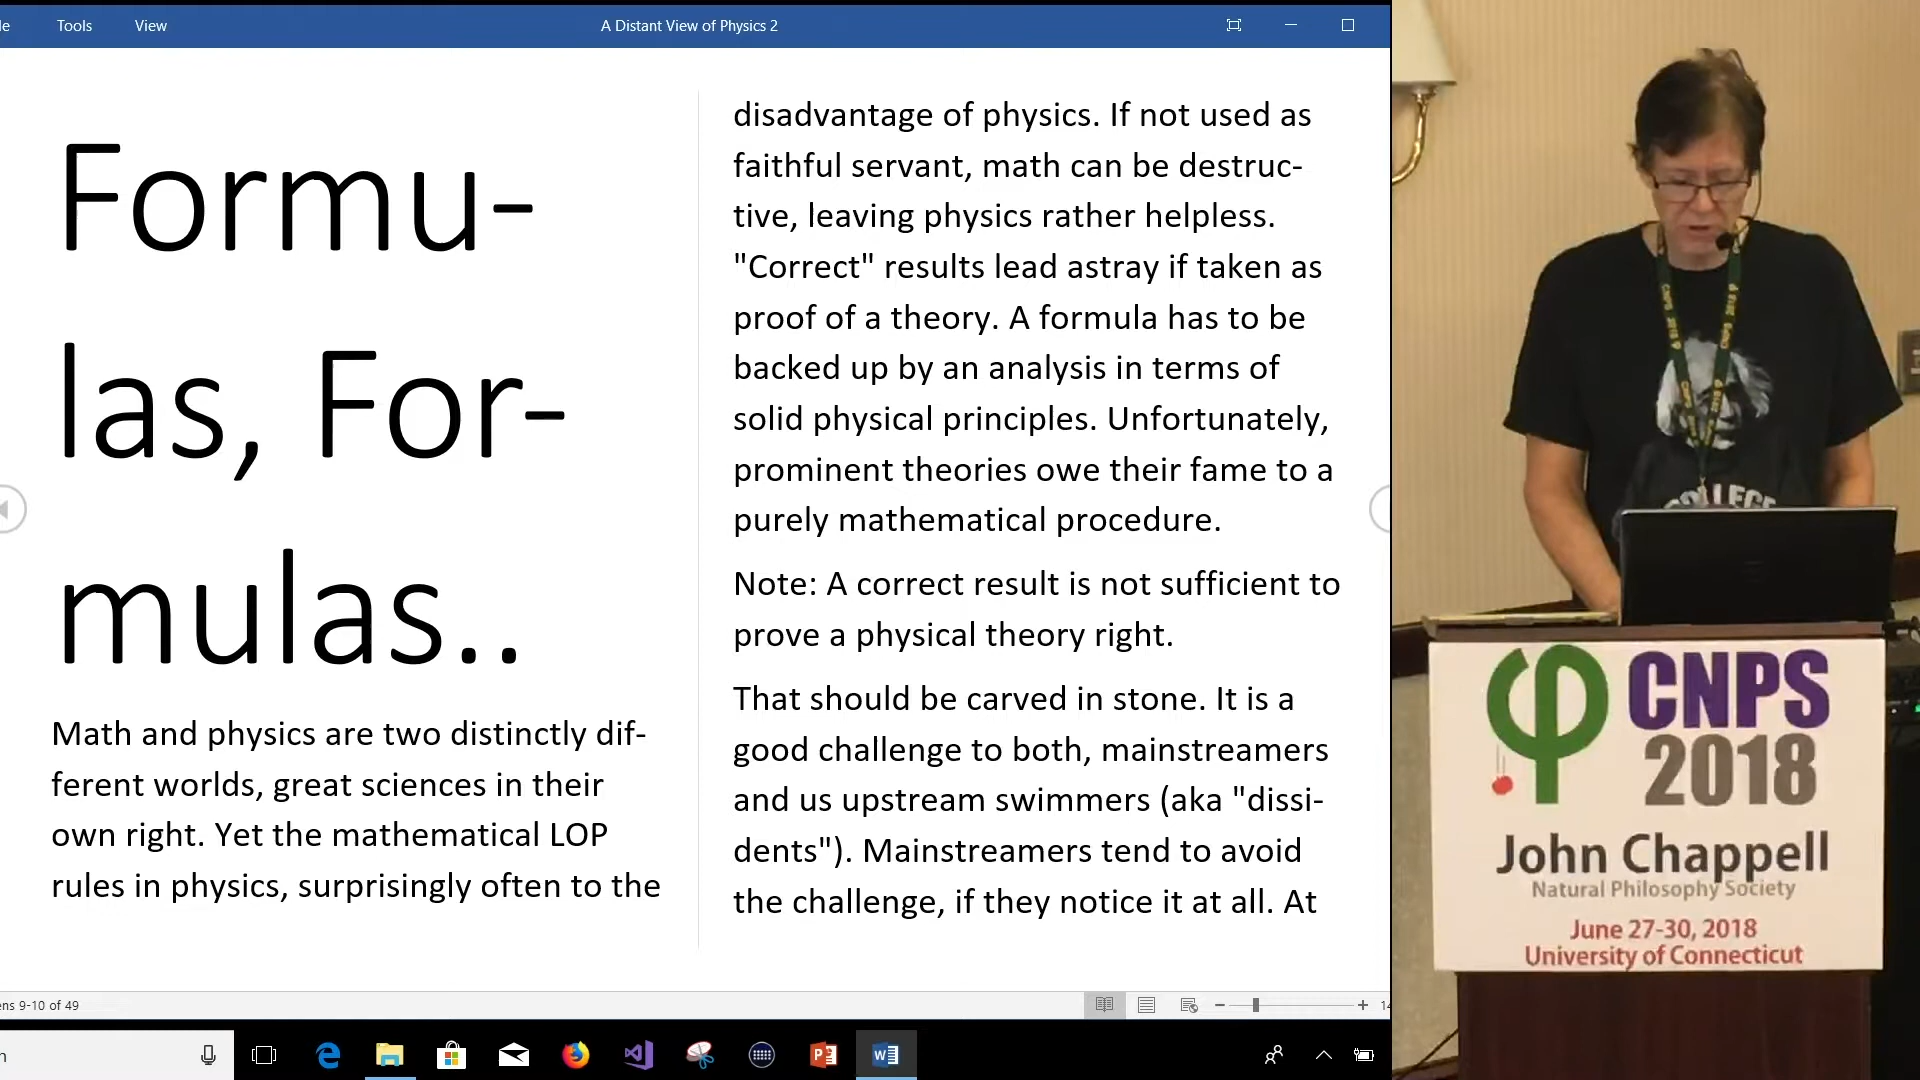 Tools
View
A Distant View of Physics 2
Formu-
las, For-
mulas..
Math and physics are two distinctly dif-
ferent worlds, great sciences in their
own right. Yet the mathematical LOP
rules in physics, surprisingly often to the
disadvantage of physics. If not used as
faithful servant, math can be destruc-
tive, leaving physics rather helpless.
"Correct" results lead astray if taken as
proof of a theory. A formula has to be
backed up by an analysis in terms of
solid physical principles. Unfortunately,
prominent theories owe their fame to a
purely mathematical procedure.
Note: A correct result is not sufficient to
prove a physical theory right.
That should be carved in stone. It is a
good challenge to both, mainstreamers
and us upstream swimmers (aka "dissi-
dents"). Mainstreamers tend to avoid
the challenge, if they notice it at all. At
9-10 of 49
CNPS 2018
COLLEGE
CNPS
2018
John Chappell
Natural Philosophy Society
June 27-30, 2018
University of Connecticut